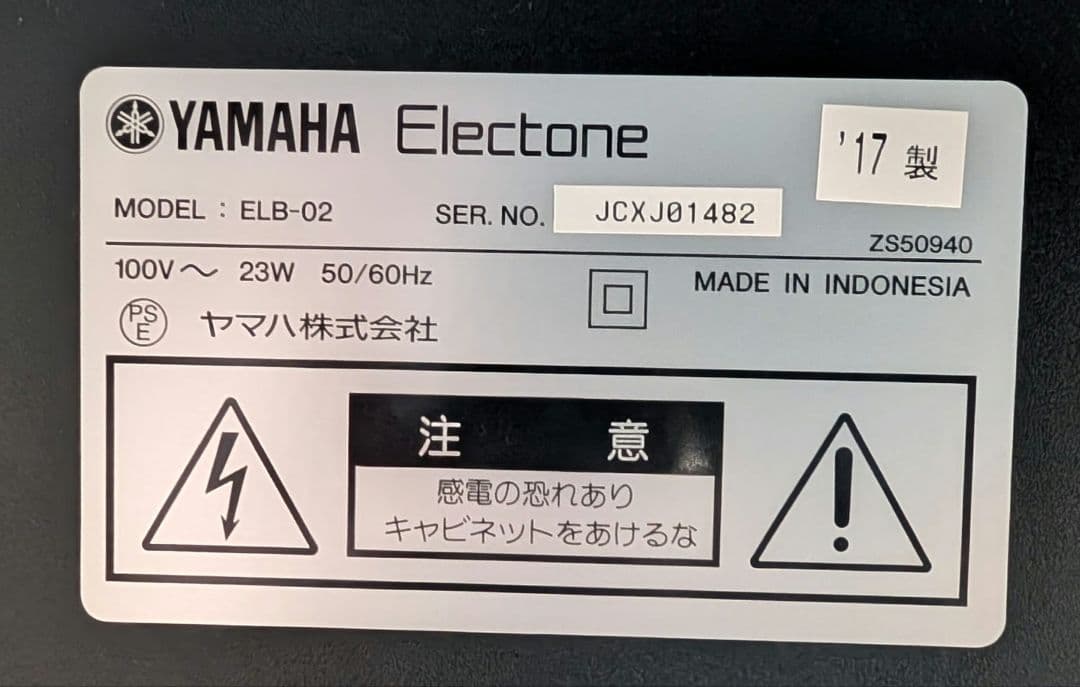 YAMAHA Electone
'17 製
MODEL : ELB-02 SER. NO. JCXJ01482
ZS50940
100V～ 23W 50/60Hz MADE IN INDONESIA
PS
E ヤマハ株式会社
注 意
感電の恐れあり
キャビネットをあけるな